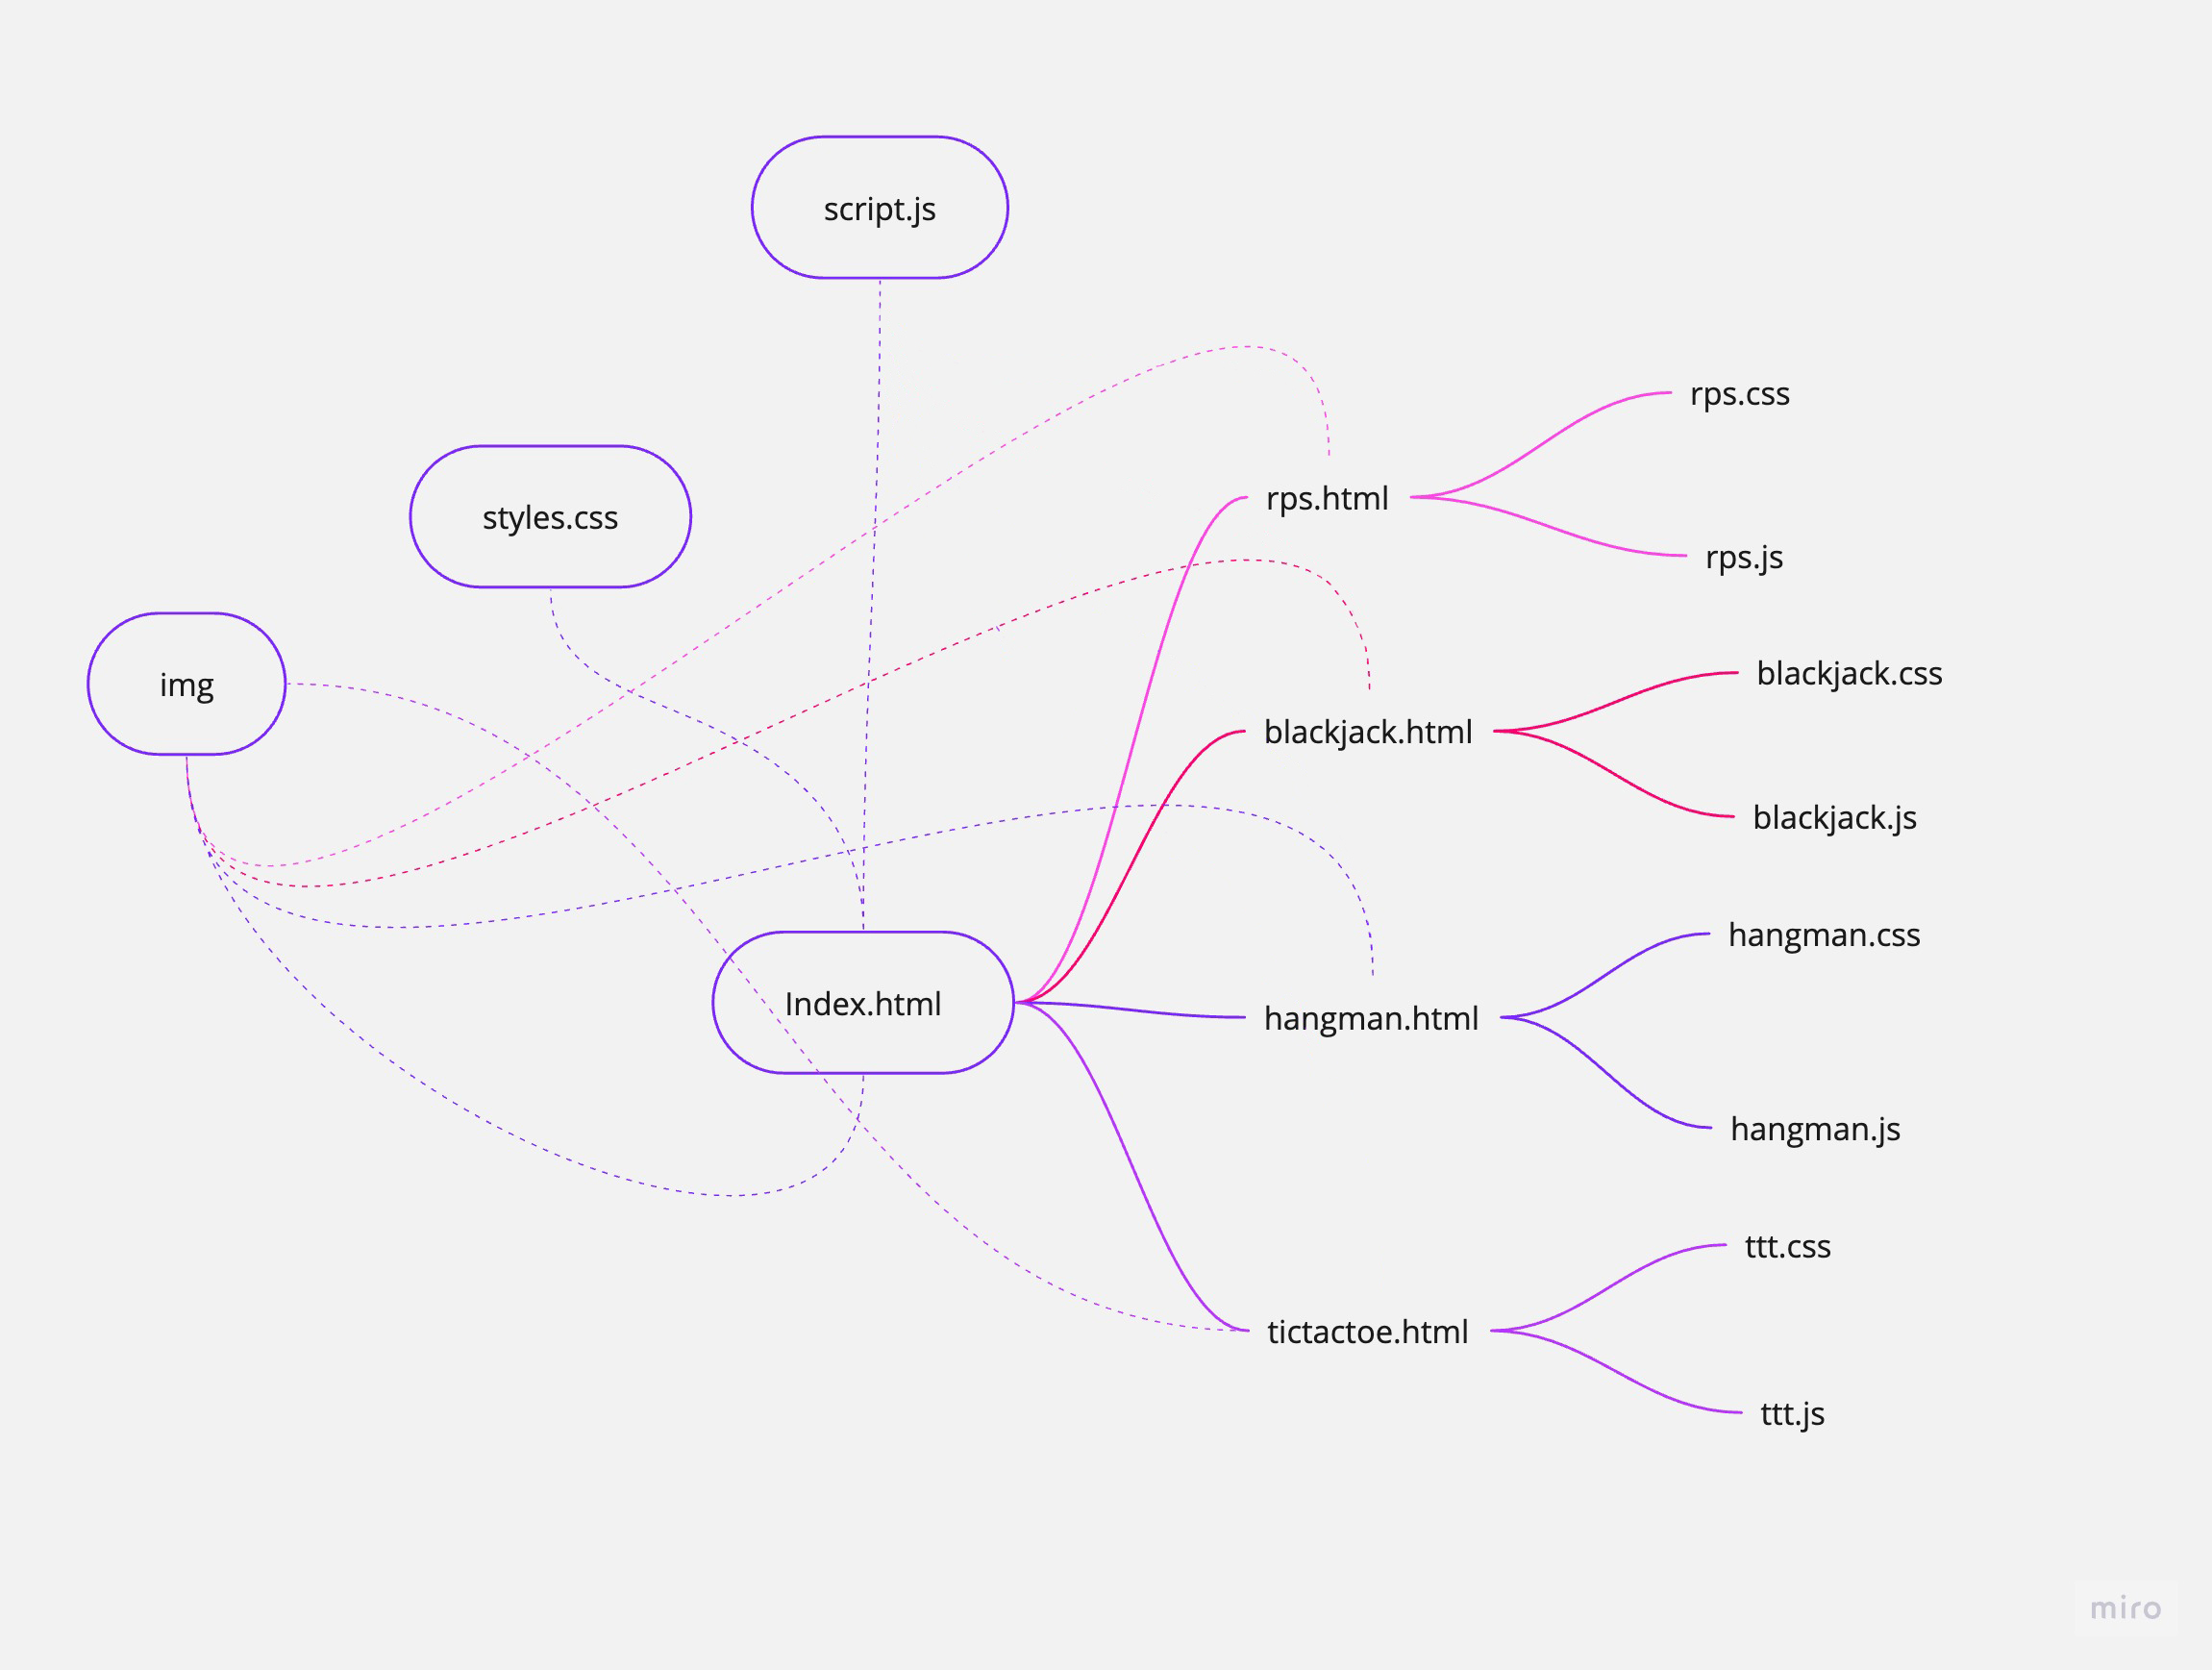 script.js
rps.css
rps.html
styles.css
rps.js
img
blackjack.css
blackjack.html
blackjack.js
hangman.css
Index.html
hangman.html
hangman.js
ttt.css
tictactoe.html
ttt.js
miro